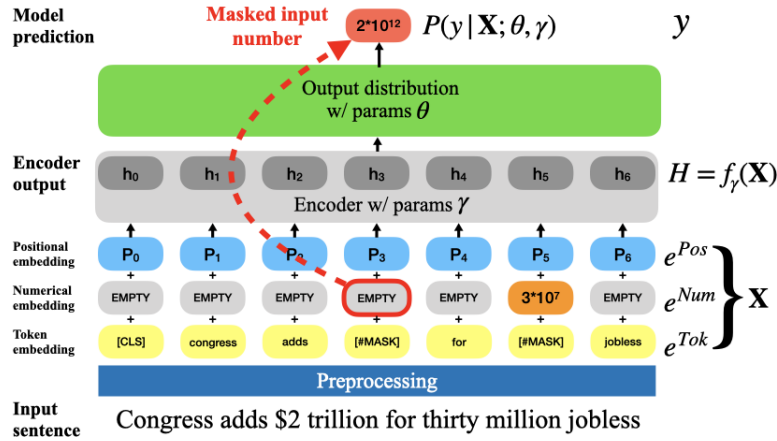 Model prediction
Masked input number
2*10¹²
P(y | X; θ, γ)
y
Output distribution
w/ params θ
Encoder output
h₀ h₁ h₂ h₃ h₄ h₅ h₆
H = fᵧ(X)
Encoder w/ params γ
Positional embedding
P₀ P₁ P₂ P₃ P₄ P₅ P₆
e^Pos
+ + + + + + +
Numerical embedding
EMPTY EMPTY EMPTY EMPTY EMPTY 3*10⁷ EMPTY
e^Num
X
+ + + + + + +
Token embedding
[CLS] congress adds [#MASK] for [#MASK] jobless
e^Tok
Preprocessing
Input sentence
Congress adds $2 trillion for thirty million jobless